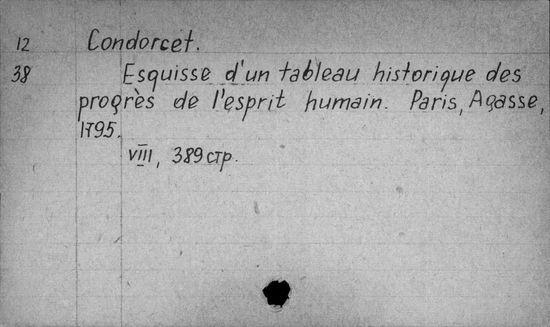 12 Condorcet.
38 Esquisse d'un tableau historique des
progrès de l'esprit humain. Paris, Agasse,
1795.
VIII, 389 стр.